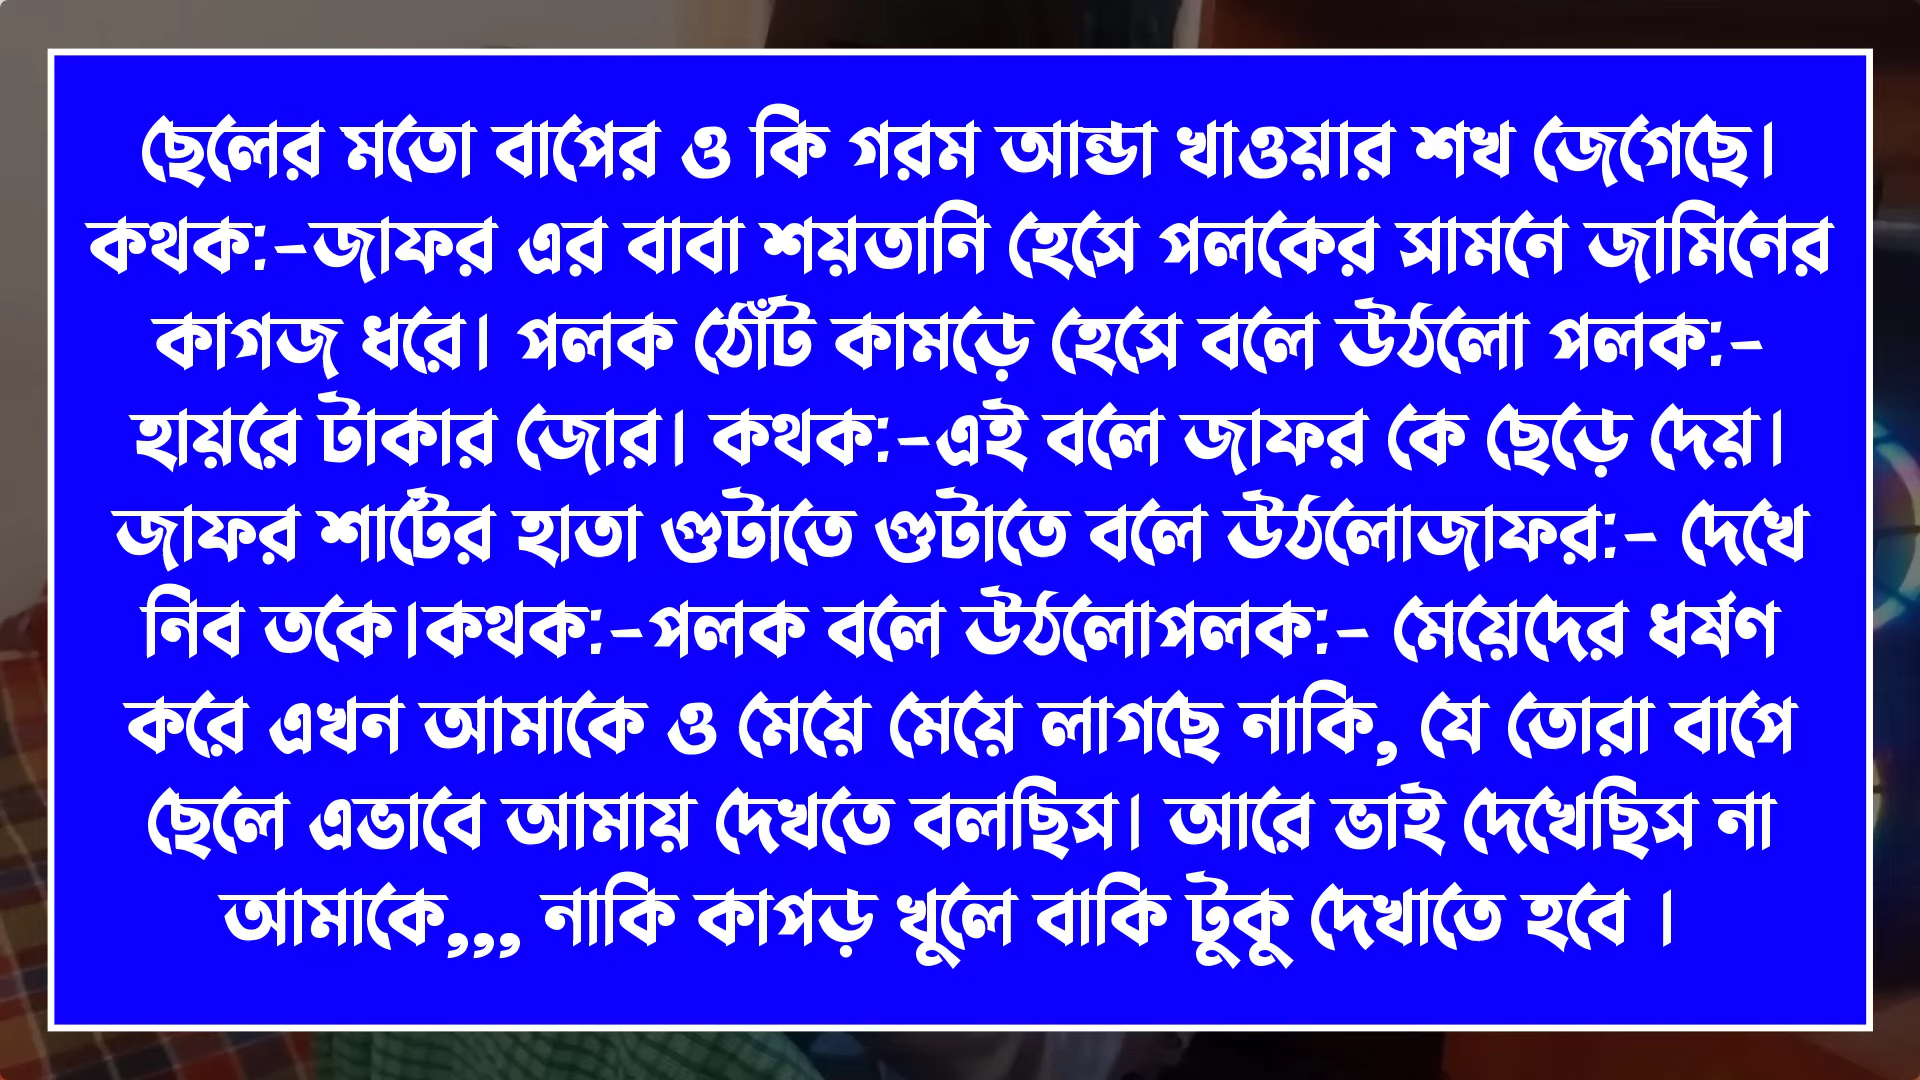 ছেলের মতো বাপের ও কি গরম আন্ডা খাওয়ার শখ জেগেছে।
কথক:-জাফর এর বাবা শয়তানি হেসে পলকের সামনে জামিনের
কাগজ ধরে। পলক ঠোঁট কামড়ে হেসে বলে উঠলো পলক:-
হায়রে টাকার জোর। কথক:-এই বলে জাফর কে ছেড়ে দেয়।
জাফর শার্টের হাতা গুটাতে গুটাতে বলে উঠলোজাফর:- দেখে
নিব তকে।কথক:-পলক বলে উঠলোপলক:- মেয়েদের ধর্ষণ
করে এখন আমাকে ও মেয়ে মেয়ে লাগছে নাকি, যে তোরা বাপে
ছেলে এভাবে আমায় দেখতে বলছিস। আরে ভাই দেখেছিস না
আমাকে,,, নাকি কাপড় খুলে বাকি টুকু দেখাতে হবে ।